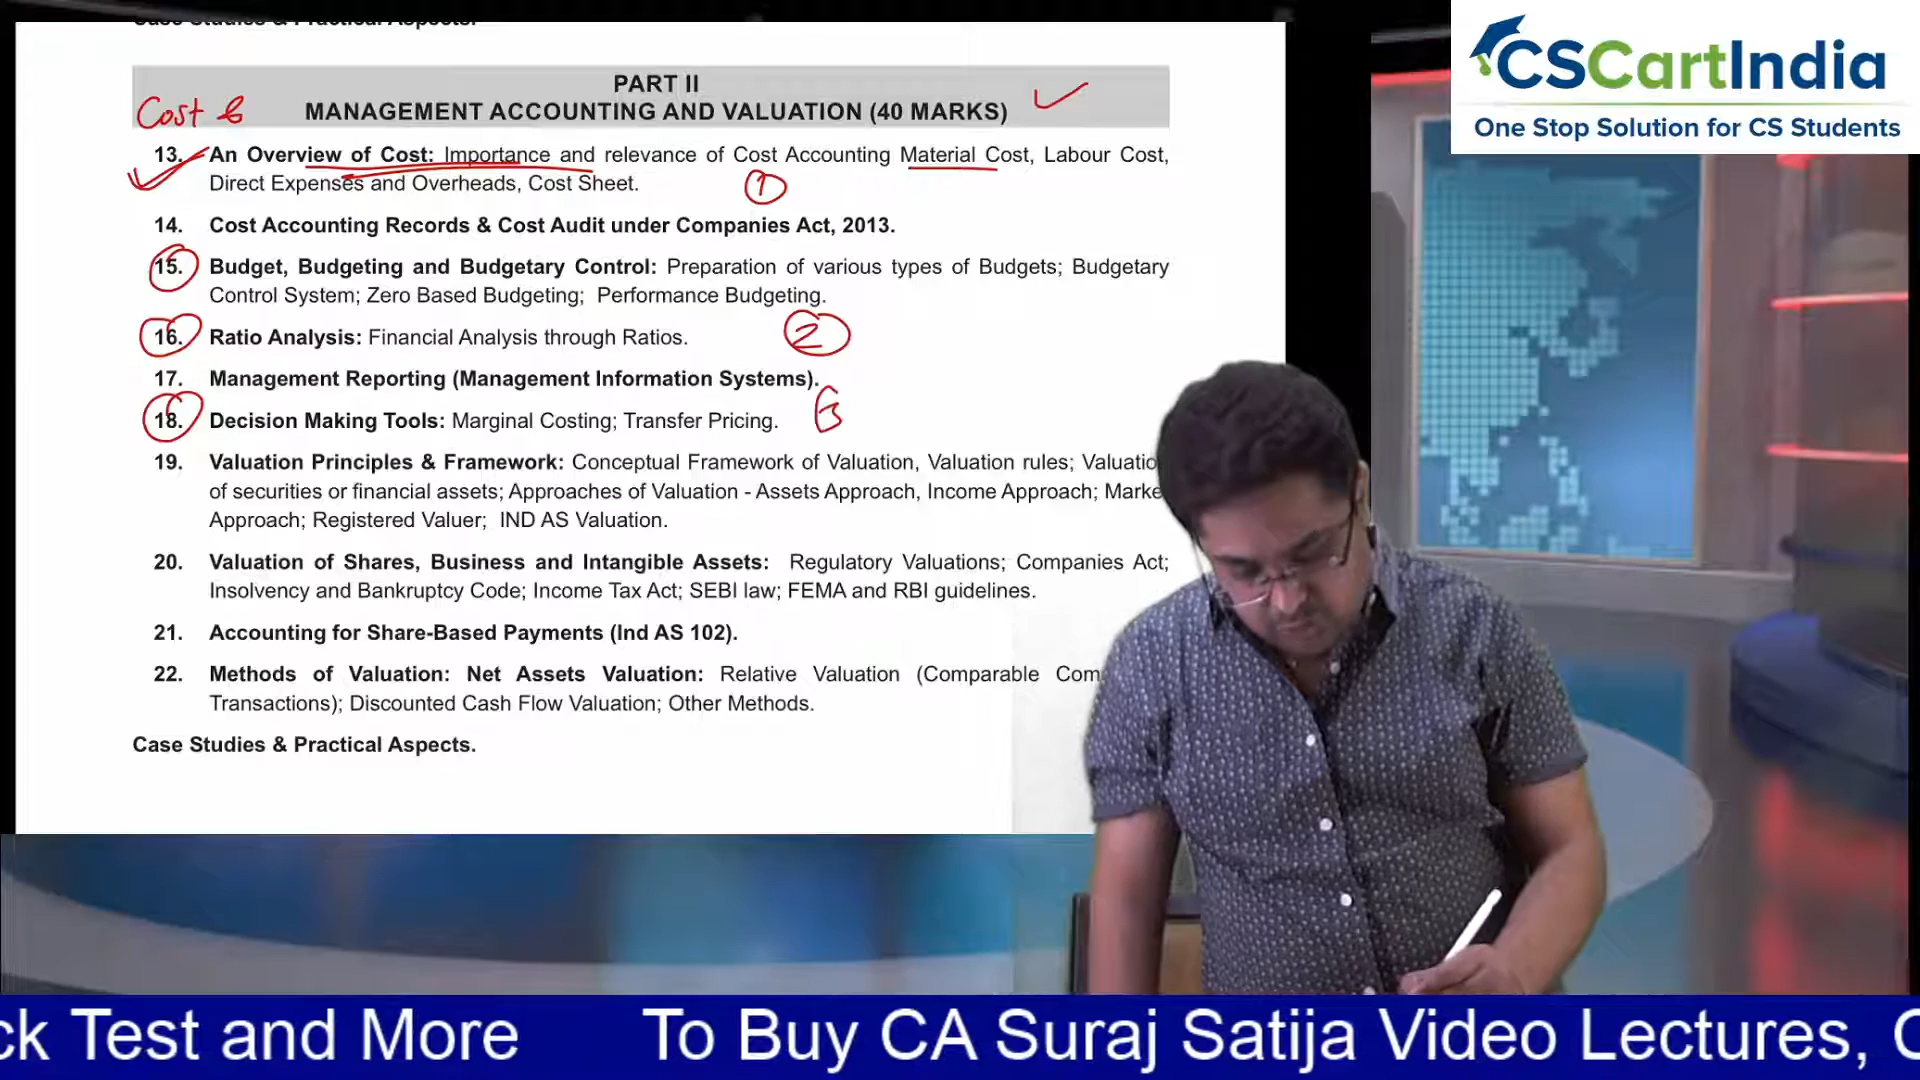 Case Studies & Practical Aspects.
PART II
MANAGEMENT ACCOUNTING AND VALUATION (40 MARKS)
Cost &
13. An Overview of Cost: Importance and relevance of Cost Accounting Material Cost, Labour Cost,
Direct Expenses and Overheads, Cost Sheet.
1
14. Cost Accounting Records & Cost Audit under Companies Act, 2013.
15. Budget, Budgeting and Budgetary Control: Preparation of various types of Budgets; Budgetary
Control System; Zero Based Budgeting; Performance Budgeting.
16. Ratio Analysis: Financial Analysis through Ratios.
2
17. Management Reporting (Management Information Systems).
18. Decision Making Tools: Marginal Costing; Transfer Pricing.
3
19. Valuation Principles & Framework: Conceptual Framework of Valuation, Valuation rules; Valuatio
of securities or financial assets; Approaches of Valuation - Assets Approach, Income Approach; Marke
Approach; Registered Valuer; IND AS Valuation.
20. Valuation of Shares, Business and Intangible Assets: Regulatory Valuations; Companies Act;
Insolvency and Bankruptcy Code; Income Tax Act; SEBI law; FEMA and RBI guidelines.
21. Accounting for Share-Based Payments (Ind AS 102).
22. Methods of Valuation: Net Assets Valuation: Relative Valuation (Comparable Com
Transactions); Discounted Cash Flow Valuation; Other Methods.
Case Studies & Practical Aspects.
CSCartIndia
One Stop Solution for CS Students
ck Test and More To Buy CA Suraj Satija Video Lectures, C